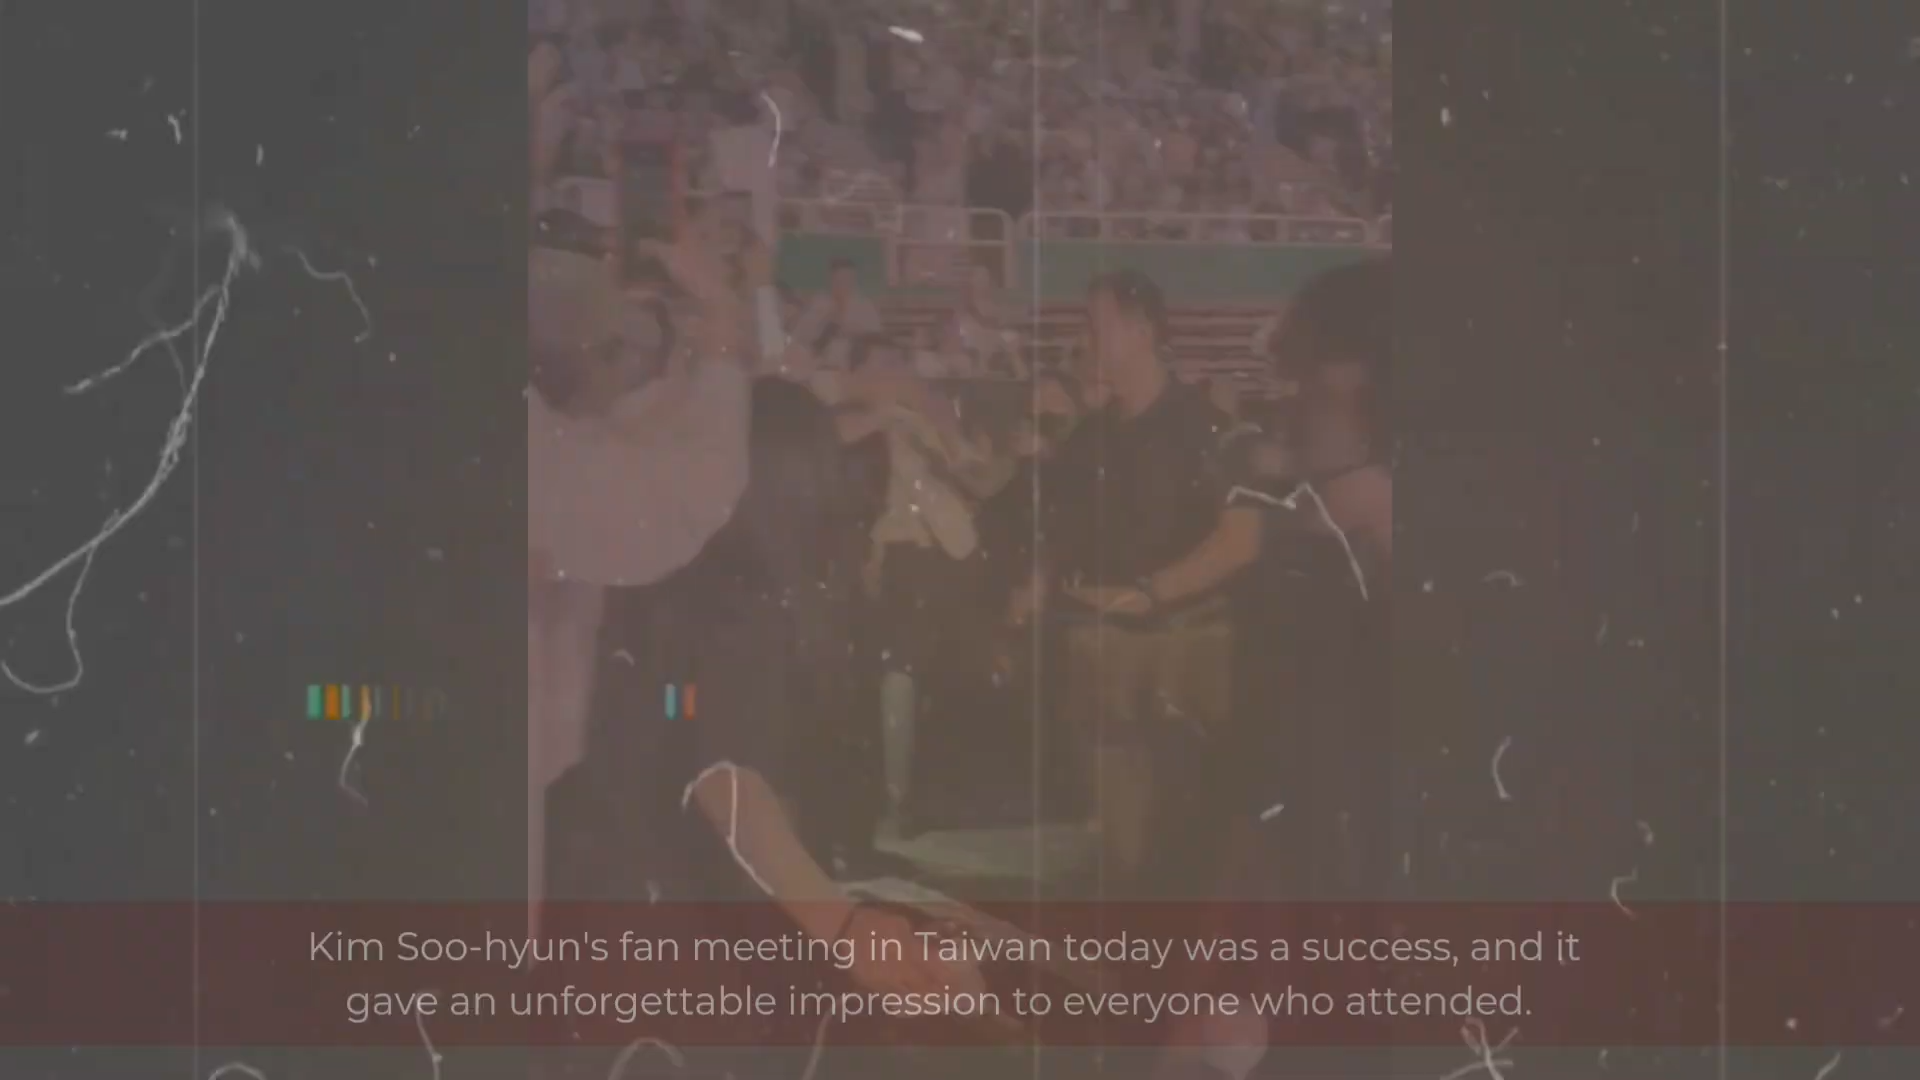 Kim Soo-hyun's fan meeting in Taiwan today was a success, and it
gave an unforgettable impression to everyone who attended.